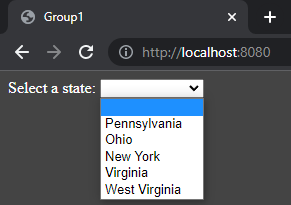 Group1
http://localhost:8080
Select a state:
Pennsylvania
Ohio
New York
Virginia
West Virginia